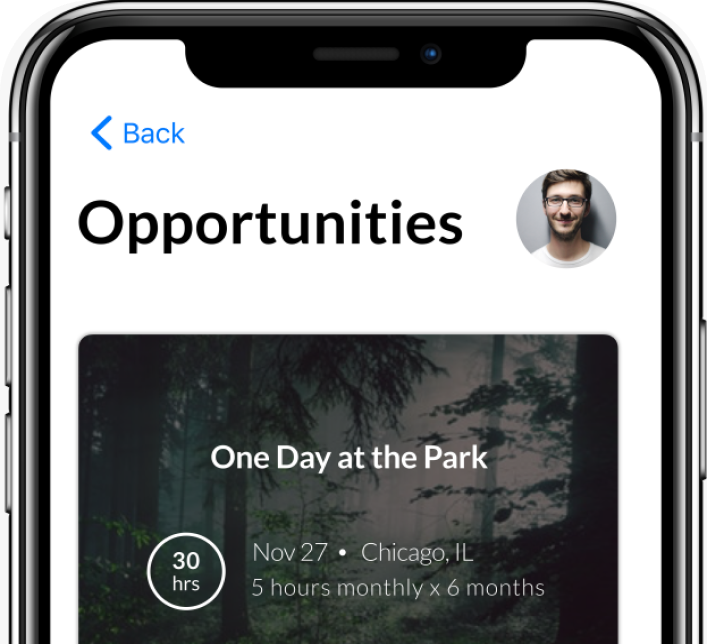 Back
Opportunities
One Day at the Park
30
hrs
Nov 27 • Chicago, IL
5 hours monthly x 6 months